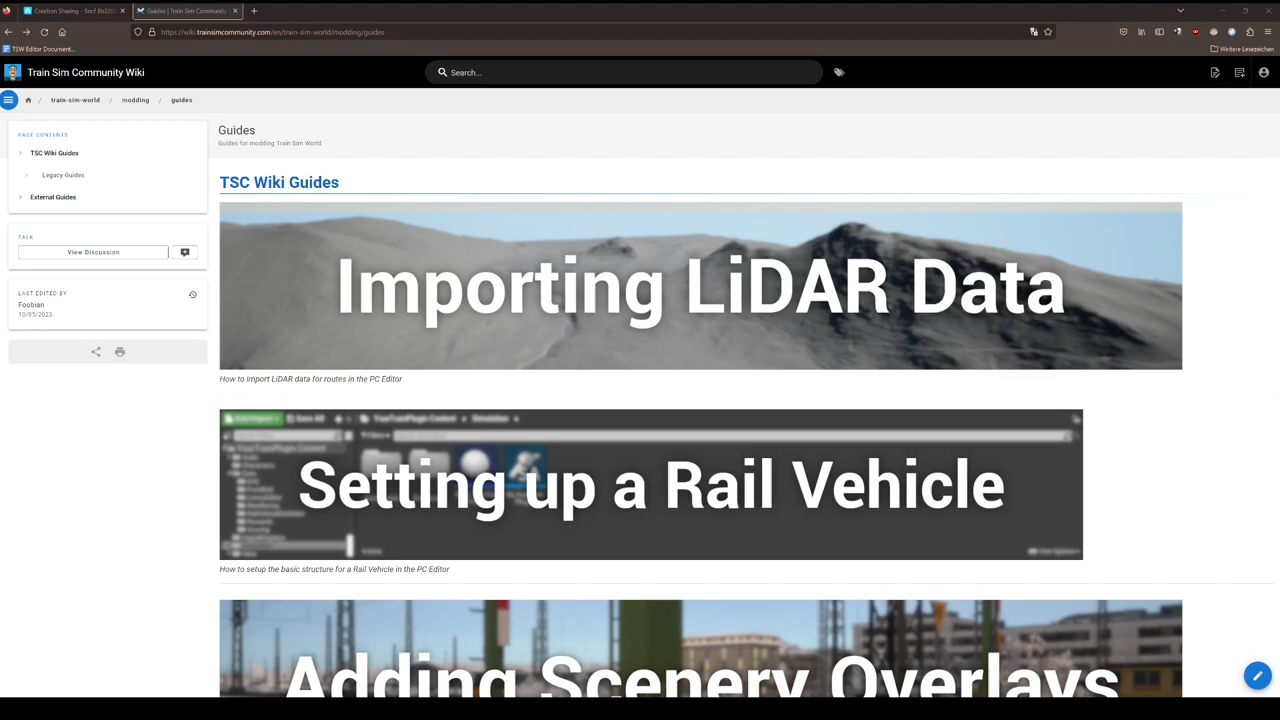 Creation Sharing - Sncf Bb220
Guides | Train Sim Community
https://wiki.trainsimcommunity.com/en/train-sim-world/modding/guides
TSW Editor Document...
Weitere Lesezeichen
Train Sim Community Wiki
Search...
/ train-sim-world / modding / guides
PAGE CONTENTS
TSC Wiki Guides
Legacy Guides
External Guides
TALK
View Discussion
LAST EDITED BY
Foobian
10/05/2023
Guides
Guides for modding Train Sim World
TSC Wiki Guides
Importing LiDAR Data
How to import LiDAR data for routes in the PC Editor
Setting up a Rail Vehicle
How to setup the basic structure for a Rail Vehicle in the PC Editor
Adding Scenery Overlays